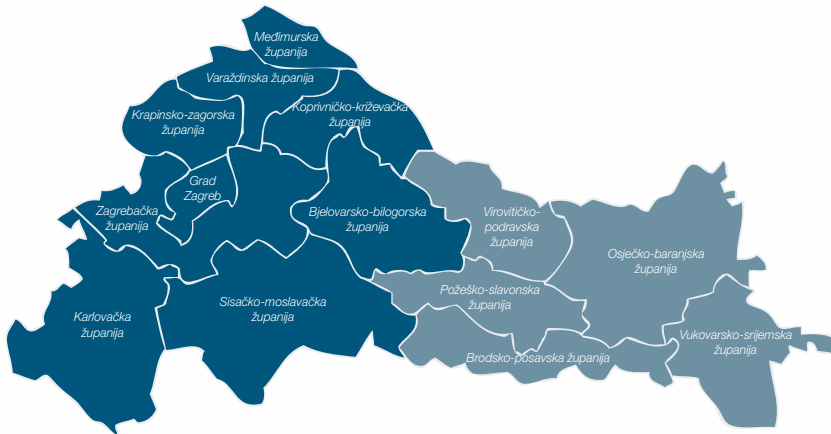 Međimurska
županija
Varaždinska županija
Krapinsko-zagorska
županija
Koprivničko-križevačka
županija
Grad
Zagreb
Zagrebačka
županija
Bjelovarsko-bilogorska
županija
Virovitičko-
podravska
županija
Osječko-baranjska
županija
Požeško-slavonska
županija
Sisačko-moslavačka
županija
Karlovačka
županija
Vukovarsko-srijemska
županija
Brodsko-posavska županija